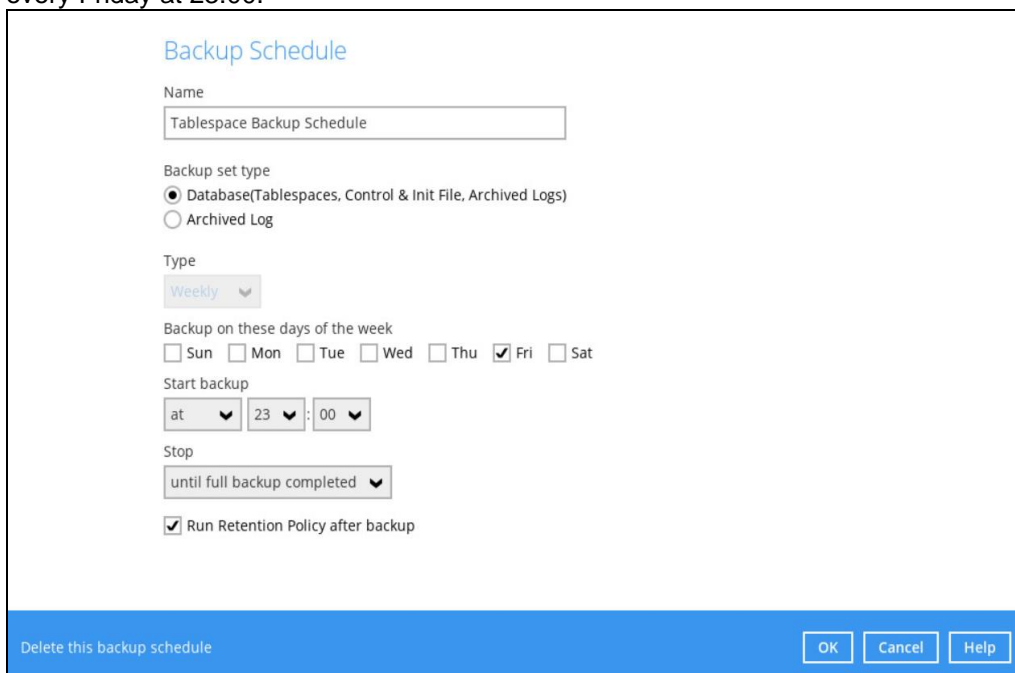 every Friday at 23:00.
Backup Schedule
Name
Tablespace Backup Schedule
Backup set type
Database(Tablespaces, Control & Init File, Archived Logs)
Archived Log
Type
Weekly
Backup on these days of the week
Sun Mon Tue Wed Thu Fri Sat
Start backup
at 23 : 00
Stop
until full backup completed
Run Retention Policy after backup
Delete this backup schedule OK Cancel Help